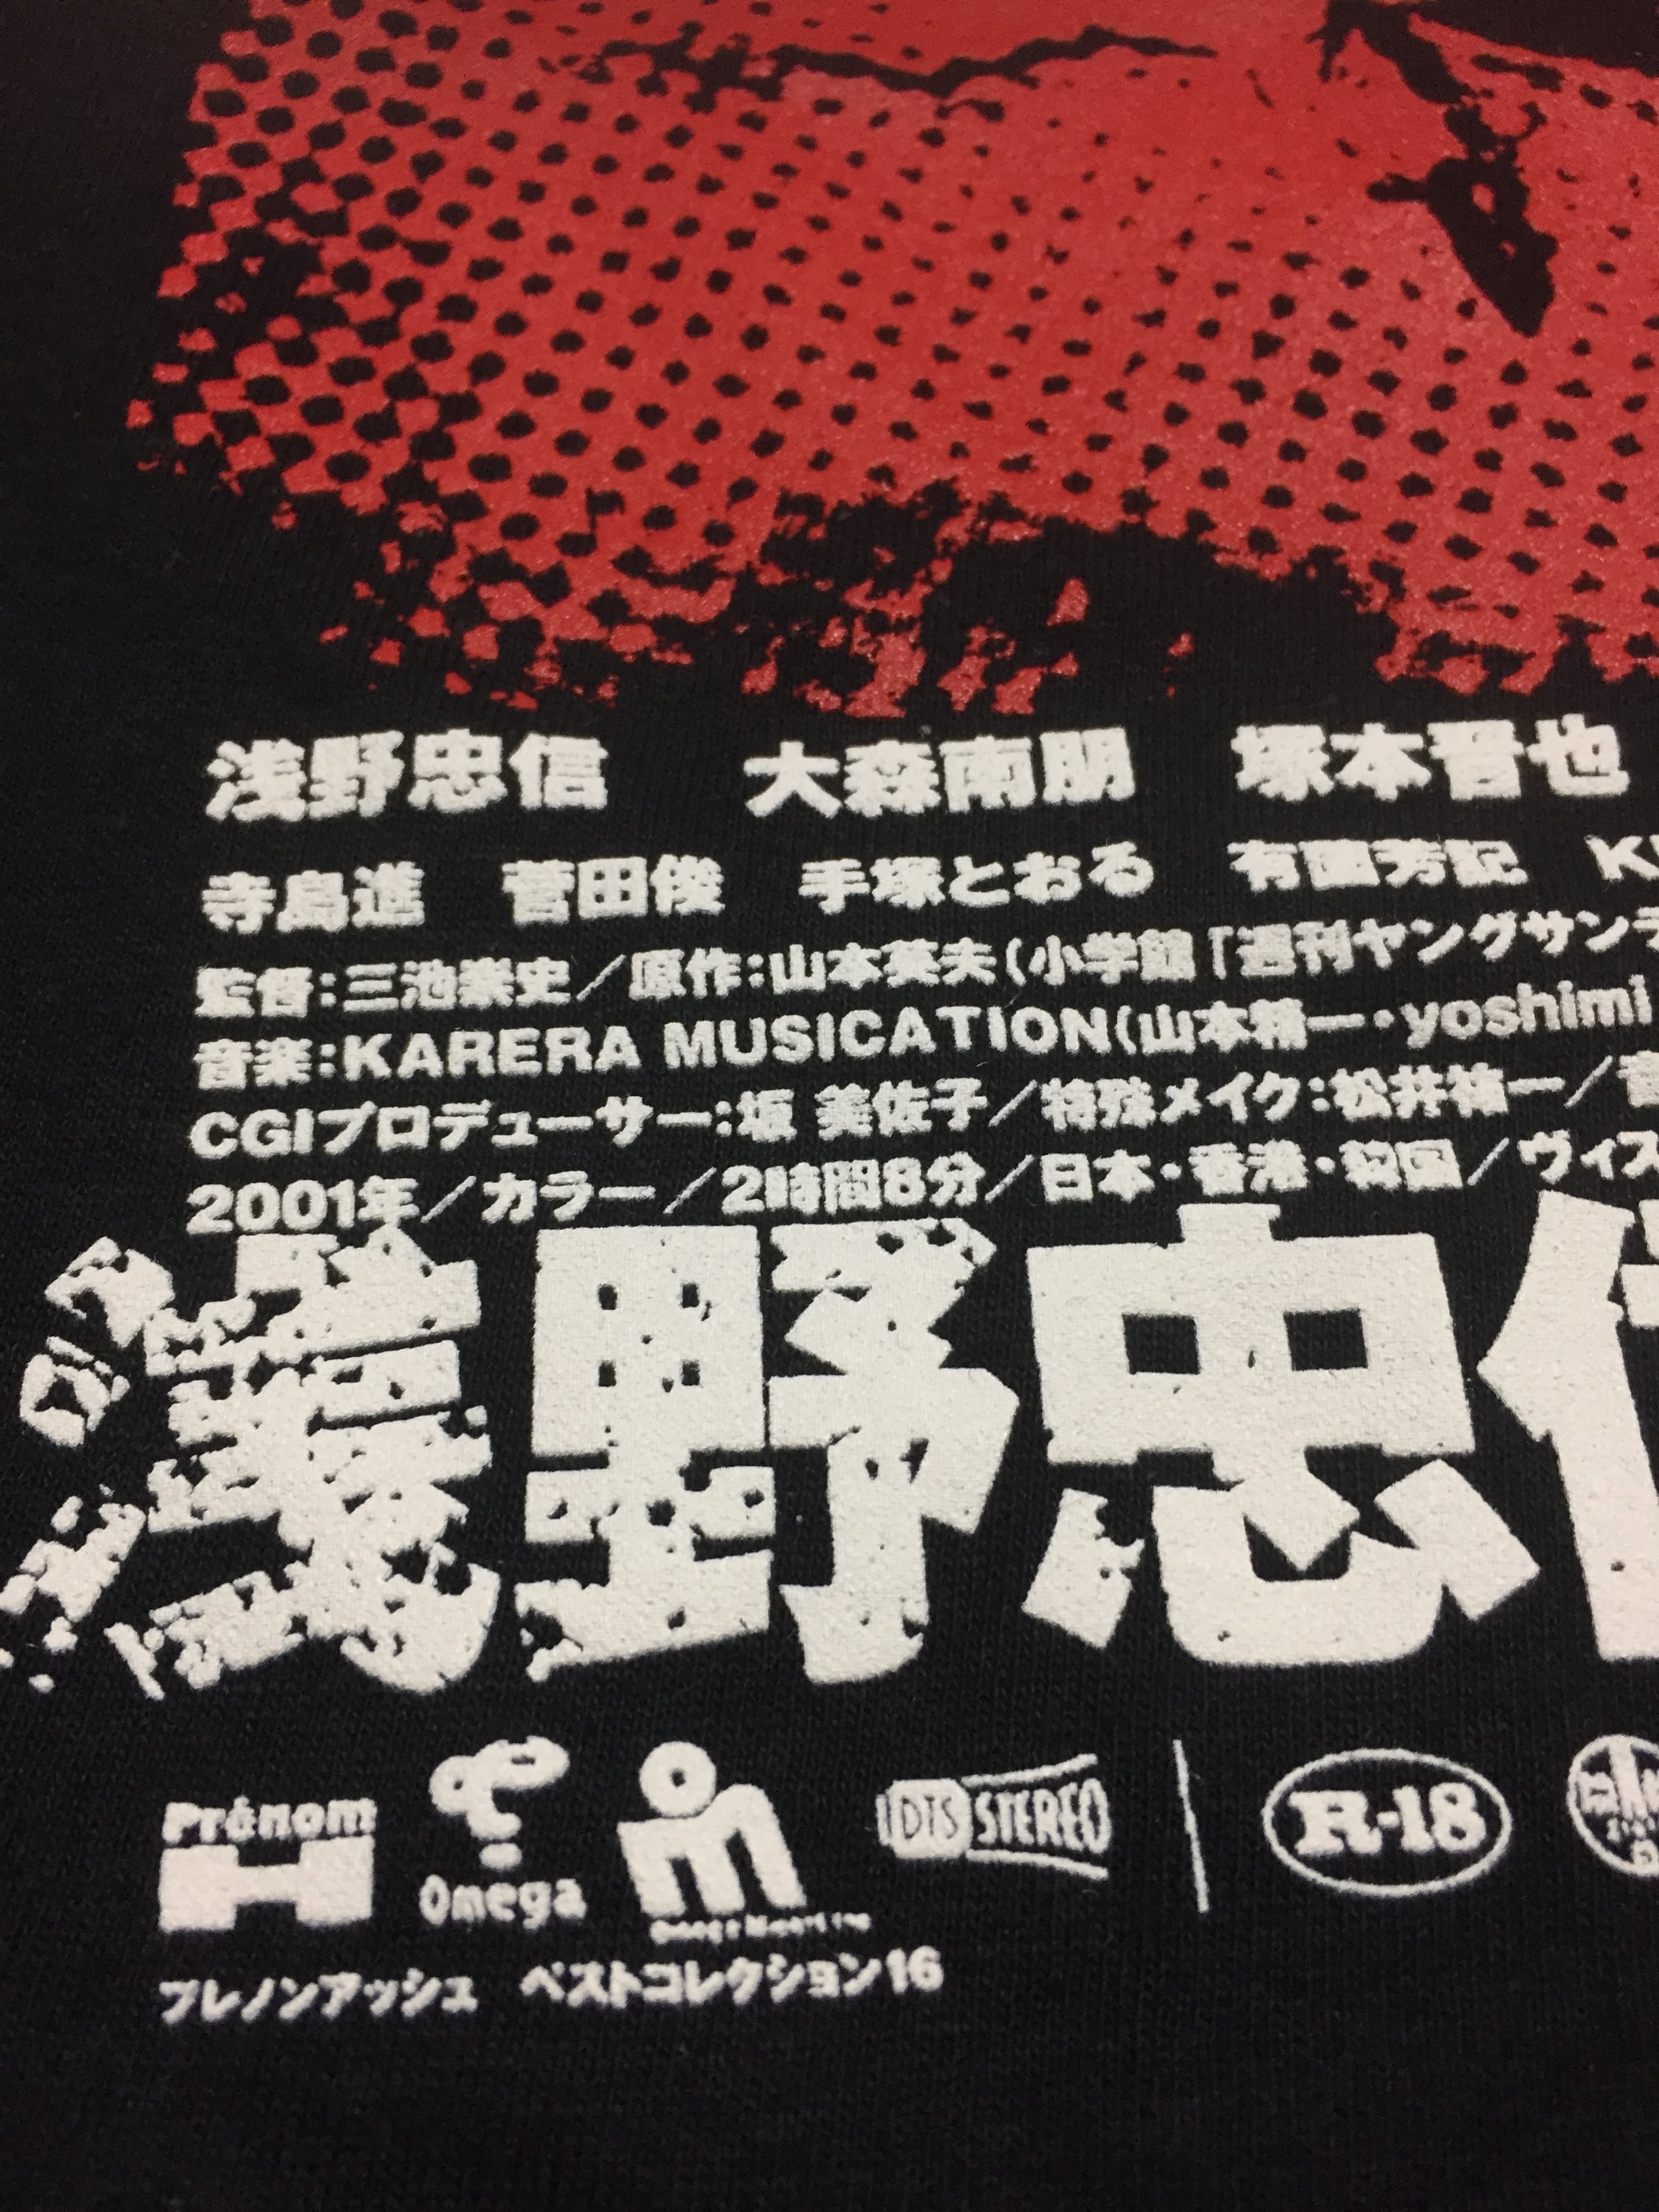 浅野忠信 大森南朋 塚本晋也
寺島進 菅田俊 手塚とおる 有薗芳記 K
監督:三池崇史/原作:山本英夫(小学館「週刊ヤングサンデ
音楽:KARERA MUSICATION(山本精一・yoshimi
CGIプロデューサー:坂 美佐子/特殊メイク:松井祐一/音
2001年/カラー/2時間8分/日本・香港・韓国/ヴィス
浅野忠信
Prénom H Omega DTS STEREO R-18
プレノンアッシュ ベストコレクション16